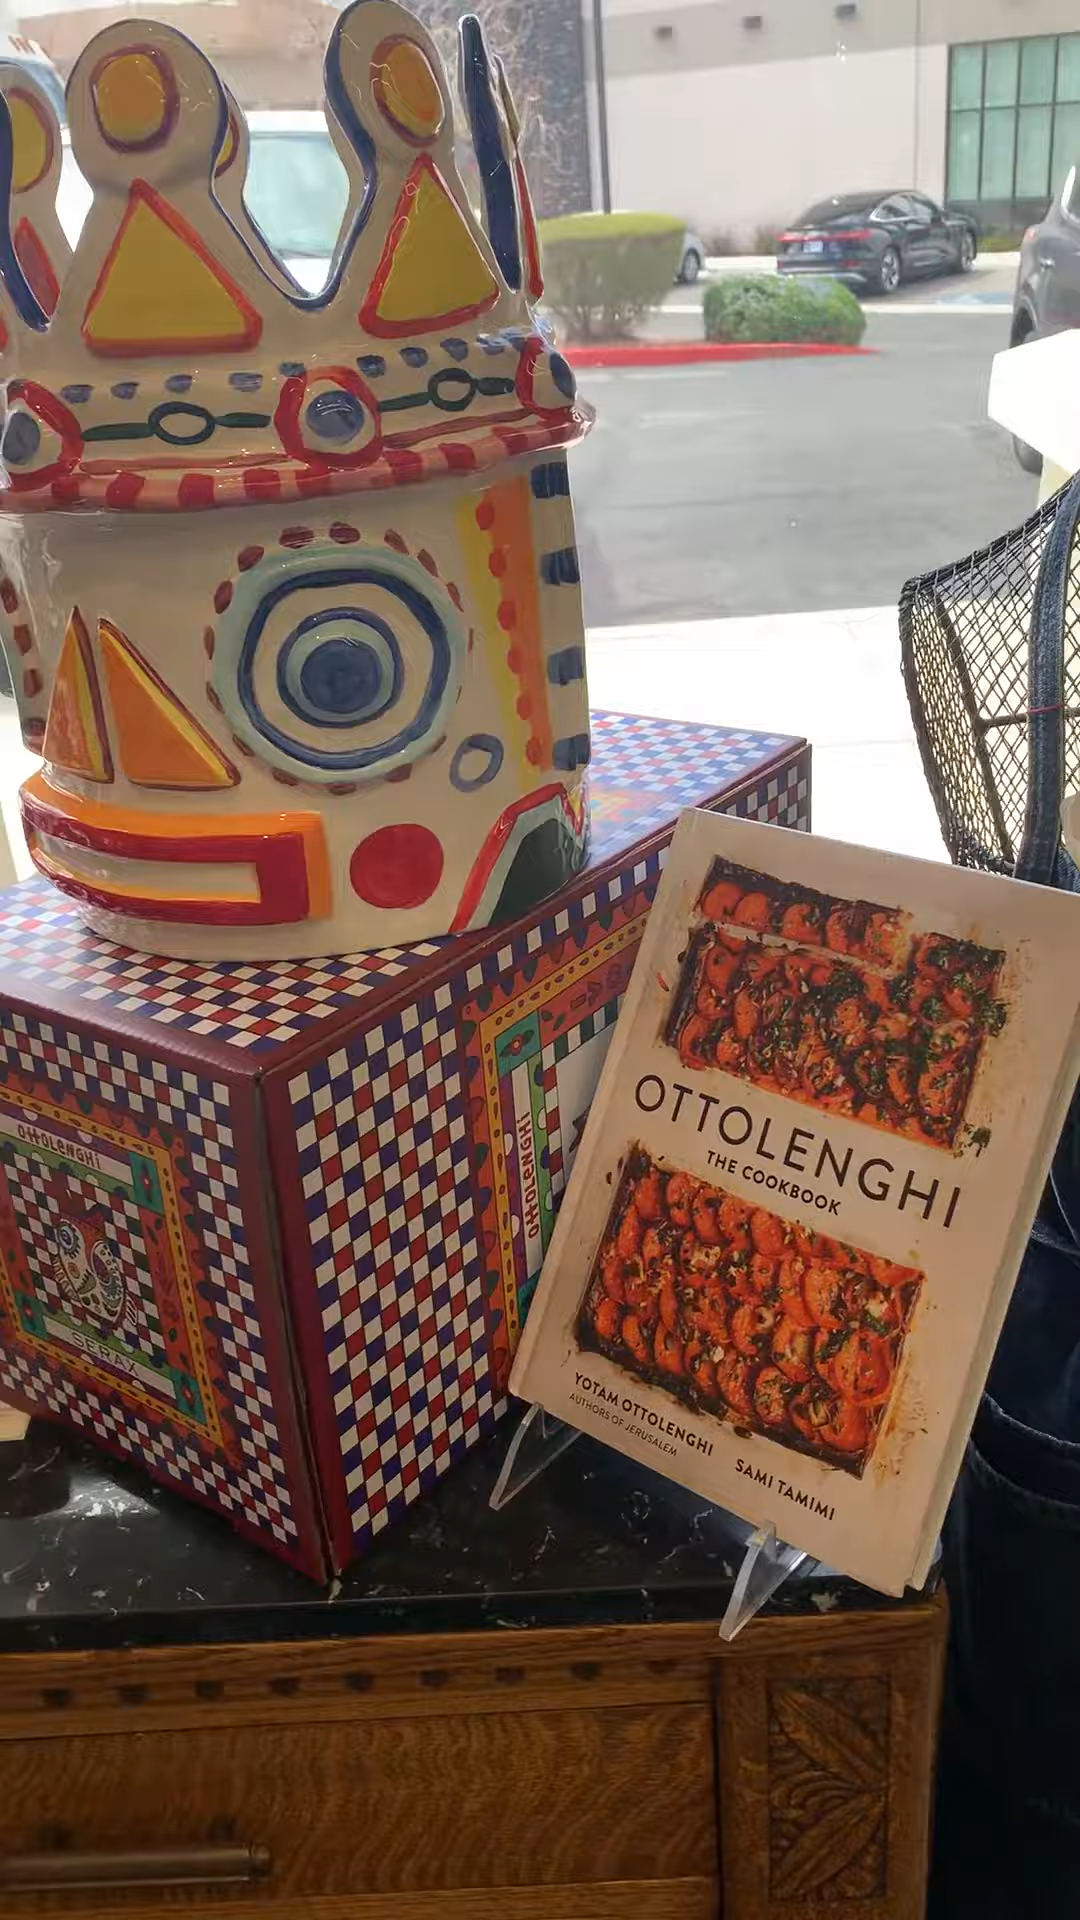 OTTOLENGHI
SERAX
OTTOLENGHI
OTTOLENGHI
THE COOKBOOK
YOTAM OTTOLENGHI
AUTHORS OF JERUSALEM
SAMI TAMIMI